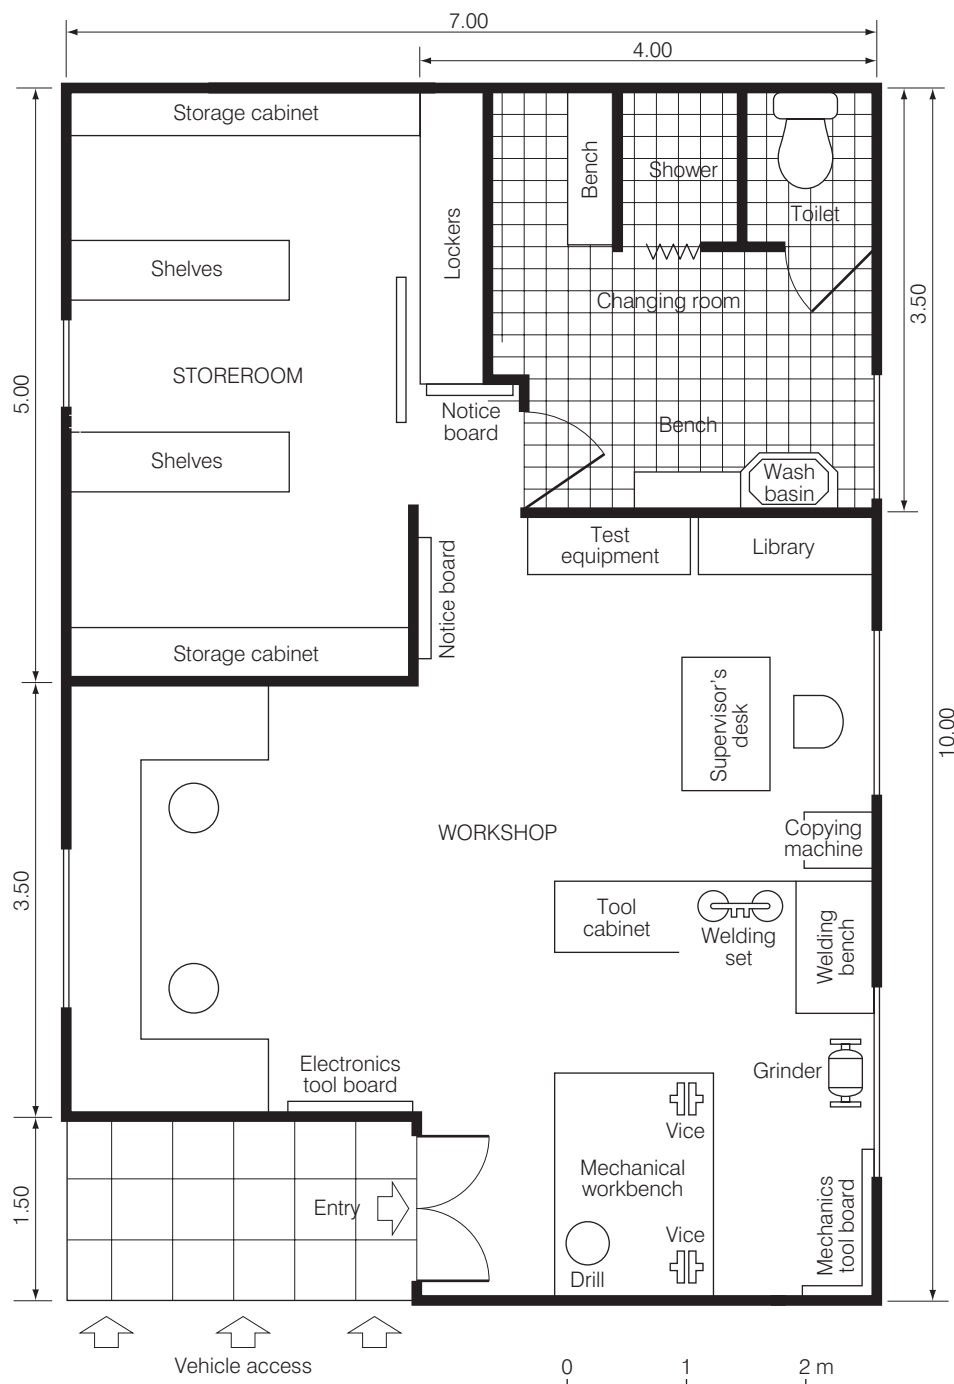 7.00
4.00
Storage cabinet
Bench
Shower
Toilet
Lockers
Shelves
Changing room
3.50
5.00
STOREROOM
Notice
board
Bench
Shelves
Wash
basin
Test
equipment
Library
Notice board
Storage cabinet
Supervisor's
desk
10.00
WORKSHOP
Copying
machine
3.50
Tool
cabinet
Welding
set
Welding
bench
Electronics
tool board
Grinder
Vice
Mechanical
workbench
1.50
Entry
Vice
Drill
Mechanics
tool board
Vehicle access
0 1 2 m